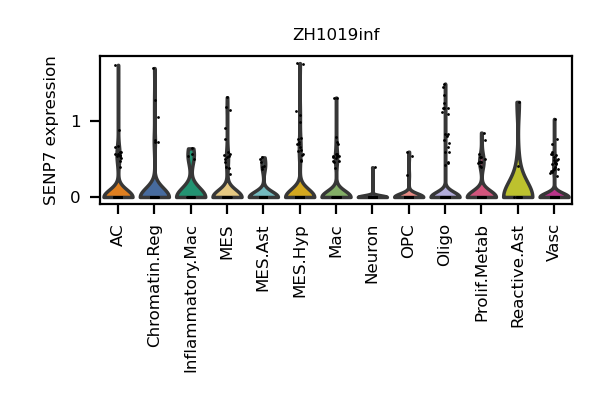 ZH1019inf
SENP7 expression
1
0
AC
Chromatin.Reg
Inflammatory.Mac
MES
MES.Ast
MES.Hyp
Mac
Neuron
OPC
Oligo
Prolif.Metab
Reactive.Ast
Vasc